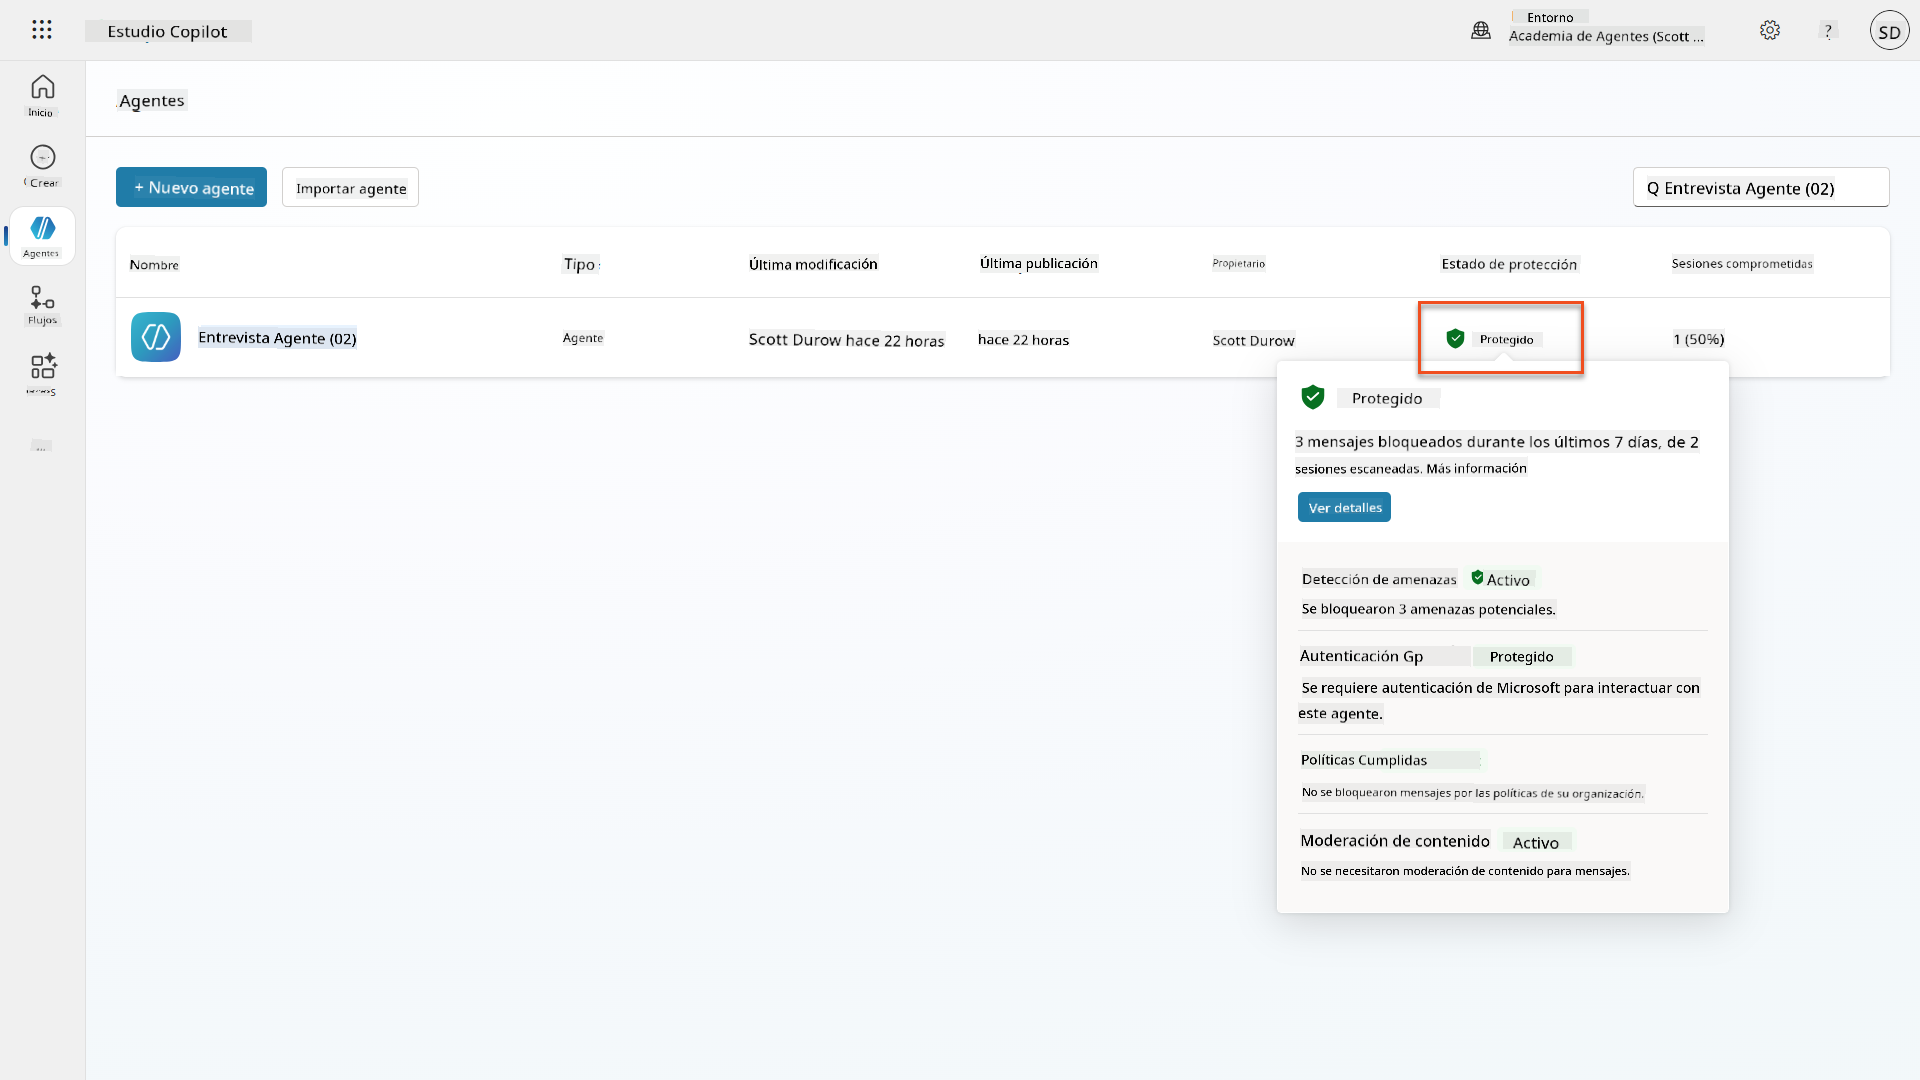 Estudio Copilot
Entorno
Academia de Agentes (Scott ...
?
SD
Inicio
Crear
Agentes
Flujos
...
Agentes
+ Nuevo agente
Importar agente
Q Entrevista Agente (02)
Nombre
Tipo
Última modificación
Última publicación
Propietario
Estado de protección
Sesiones comprometidas
Entrevista Agente (02)
Agente
Scott Durow hace 22 horas
hace 22 horas
Scott Durow
Protegido
1 (50%)
Protegido
3 mensajes bloqueados durante los últimos 7 días, de 2
sesiones escaneadas. Más información
Ver detalles
Detección de amenazas Activo
Se bloquearon 3 amenazas potenciales.
Autenticación Gp Protegido
Se requiere autenticación de Microsoft para interactuar con
este agente.
Políticas Cumplidas
No se bloquearon mensajes por las políticas de su organización.
Moderación de contenido Activo
No se necesitaron moderación de contenido para mensajes.